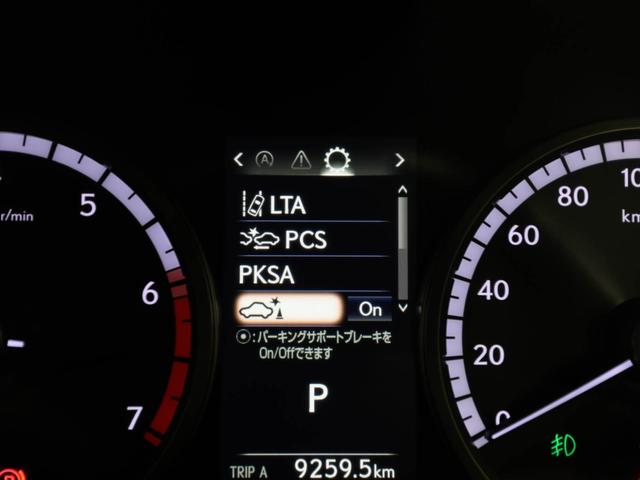 A
LTA
PCS
PKSA
On
:パーキングサポートブレーキを
On/Offできます
P
TRIP A 9259.5km
r/min
5
6
7
10
80
km
60
40
20
0